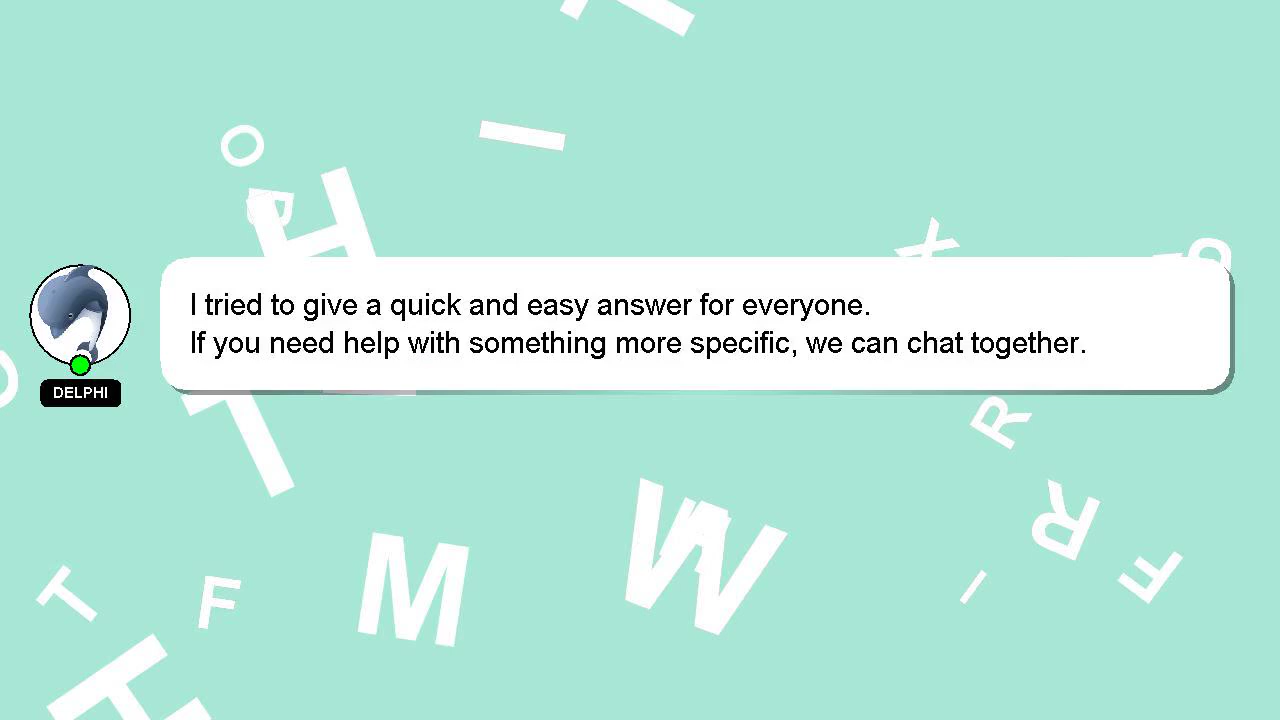 I tried to give a quick and easy answer for everyone.
If you need help with something more specific, we can chat together.
DELPHI
O
I
H
X
R
R
F
I
W
M
F
T
H